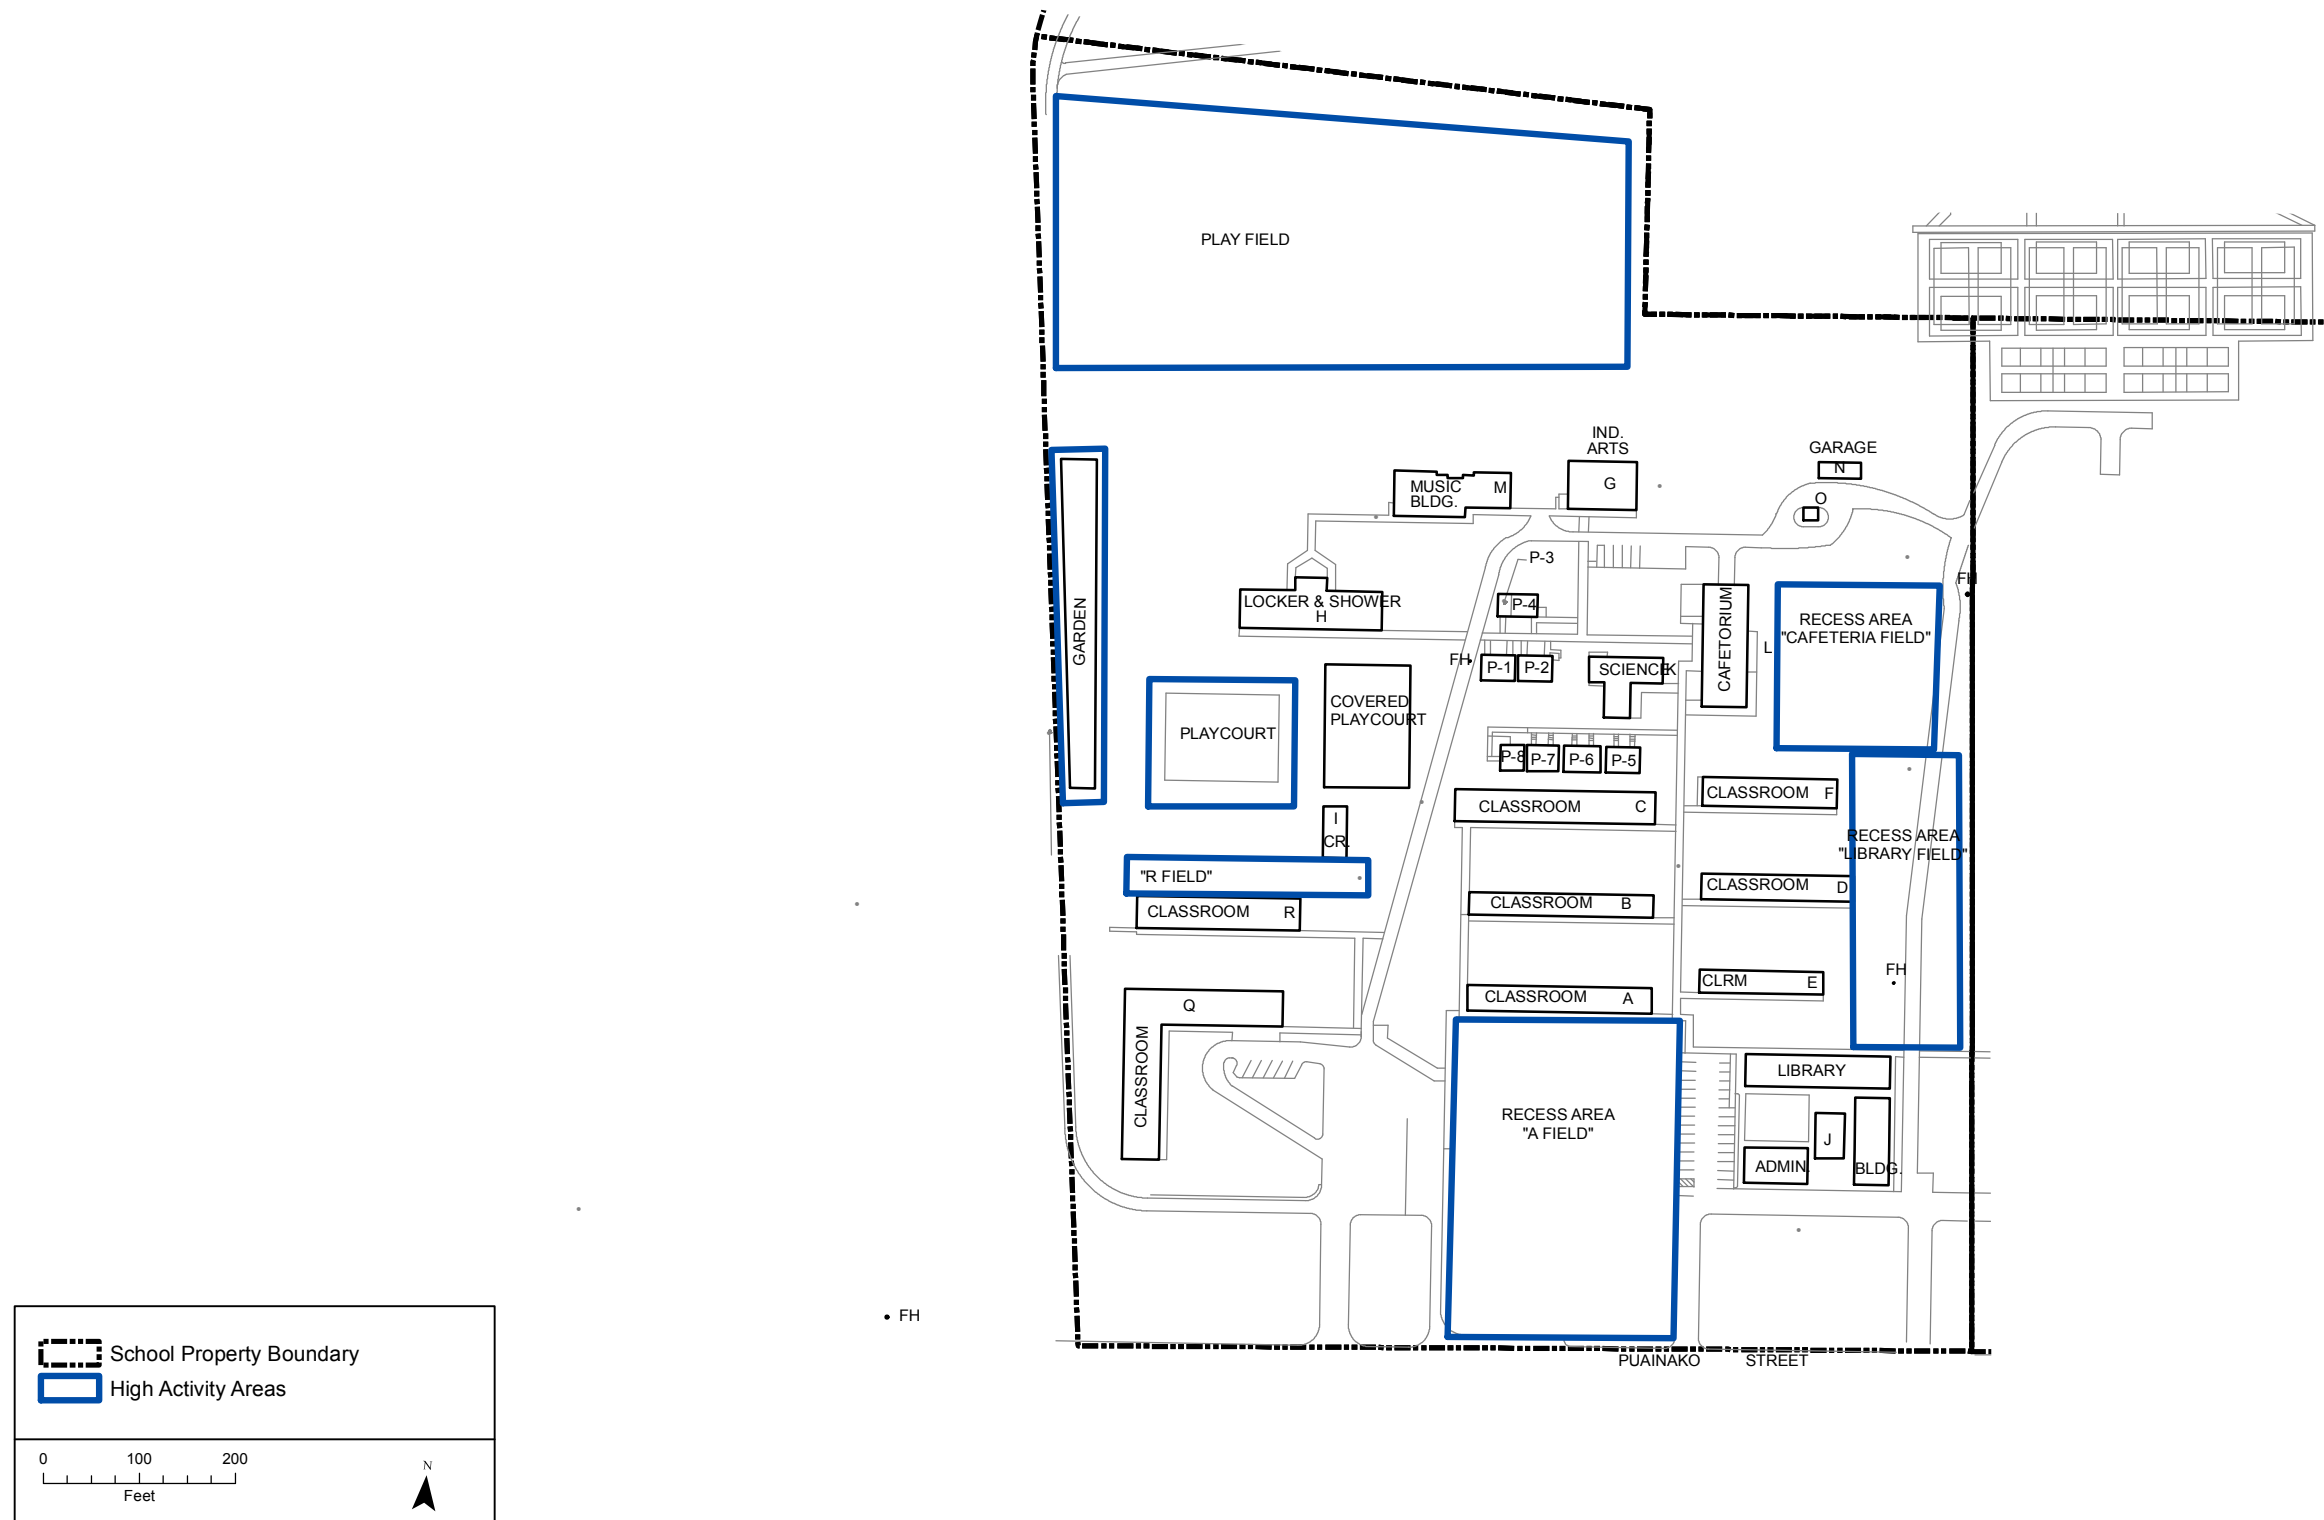 PLAY FIELD
IND.
ARTS
G
GARAGE
N
O
MUSIC
BLDG.
M
P-3
P-4
FH
LOCKER & SHOWER
H
GARDEN
CAFETORIUM
L
RECESS AREA
"CAFETERIA FIELD"
FH
P-1
P-2
SCIENCE
K
COVERED
PLAYCOURT
PLAYCOURT
P-8
P-7
P-6
P-5
CLASSROOM C
CLASSROOM F
I
CR.
RECESS AREA
"LIBRARY FIELD"
"R FIELD"
CLASSROOM R
CLASSROOM B
CLASSROOM D
FH
CLRM E
CLASSROOM A
Q
CLASSROOM
LIBRARY
RECESS AREA
"A FIELD"
J
ADMIN.
BLDG.
FH
PUAINAKO STREET
School Property Boundary
High Activity Areas
0 100 200
Feet
N